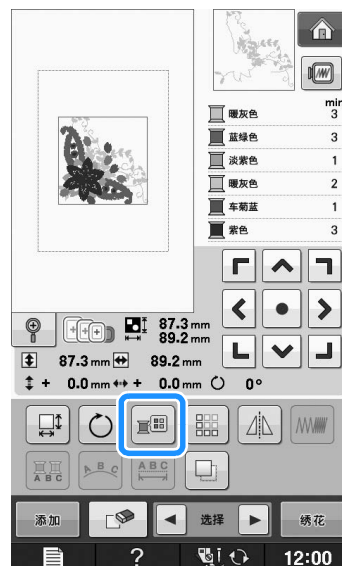 min
暖灰色 3
蓝绿色 3
淡紫色 1
暖灰色 2
车菊蓝 1
紫色 3
87.3 mm
89.2 mm
87.3 mm 89.2 mm
+ 0.0 mm + 0.0 mm 0°
A B C A B C A B C
添加 选择 绣花
? 12:00